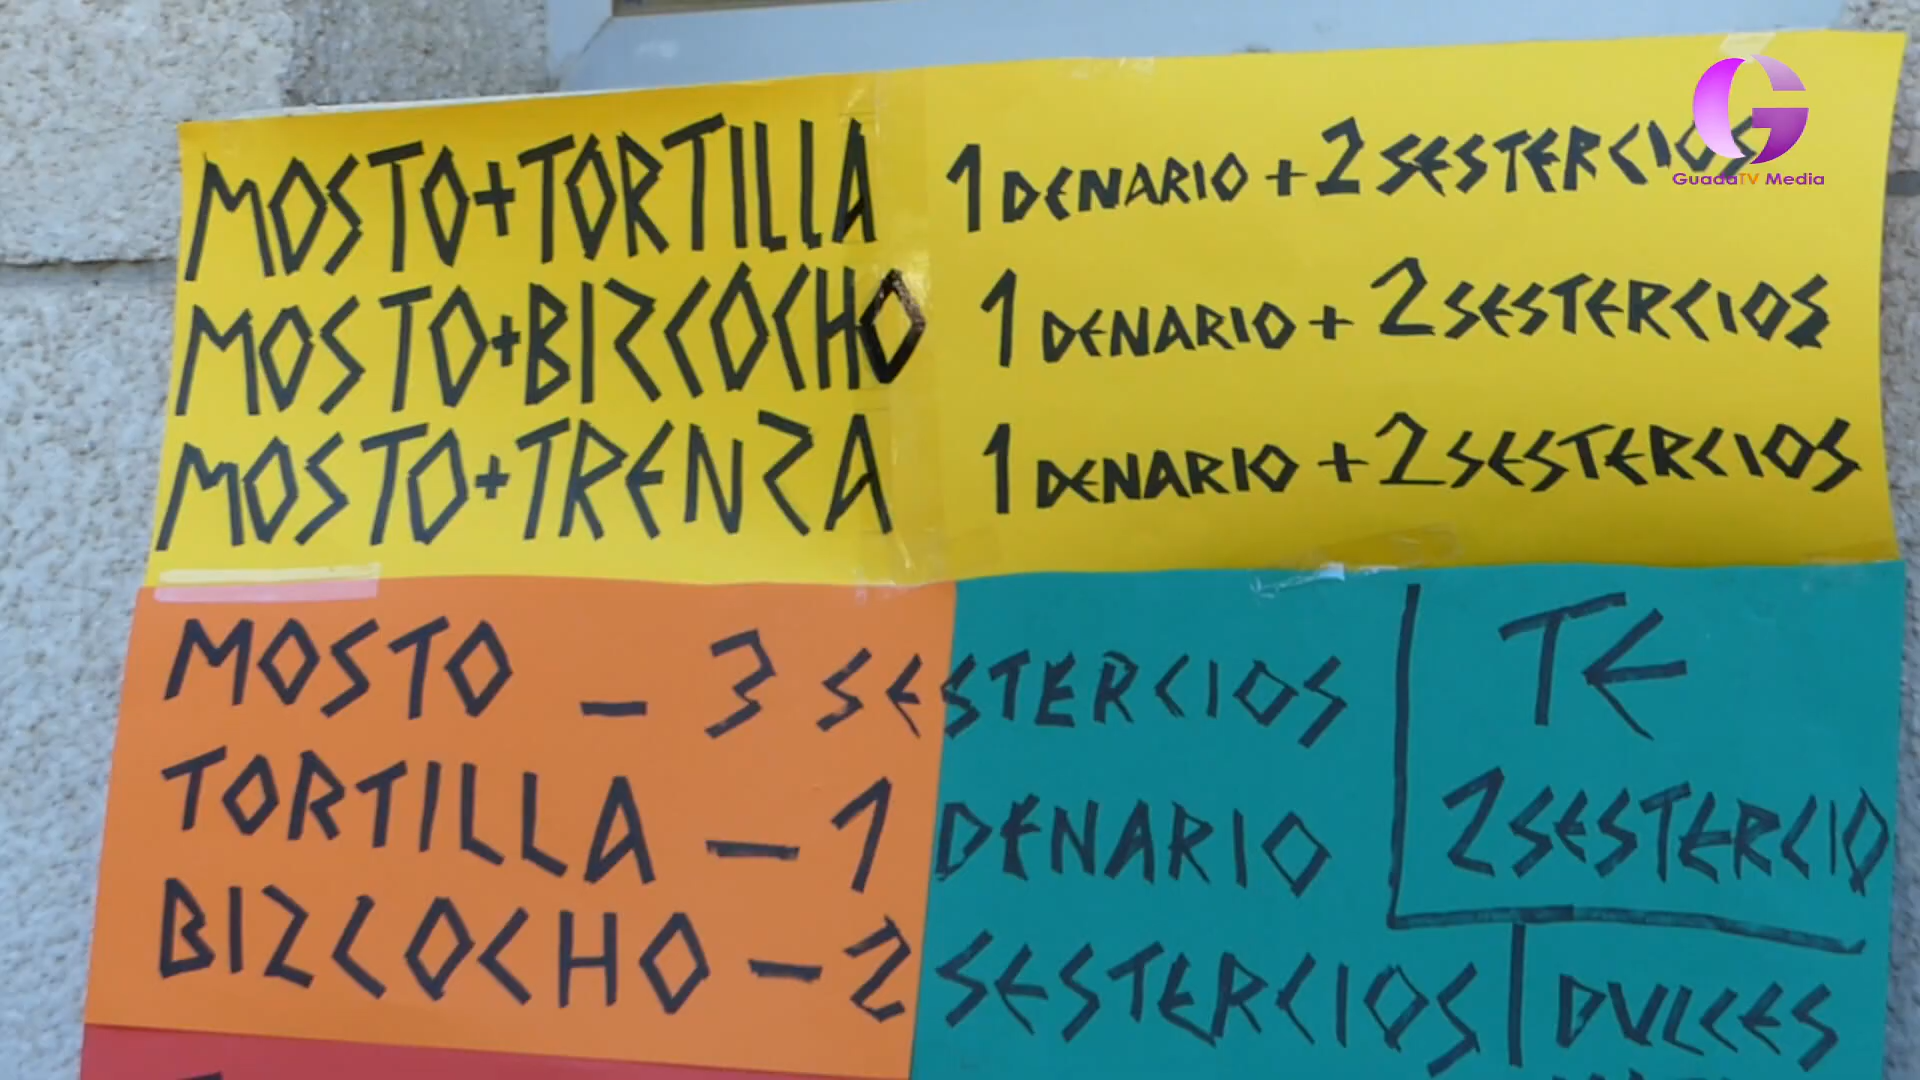 MOSTO+TORTILLA 1 DENARIO + 2 SESTERCIOS
MOSTO+BIZCOCHO 1 DENARIO + 2 SESTERCIOS
MOSTO+TRENZA 1 DENARIO + 2 SESTERCIOS
GuadaTV Media
MOSTO - 3 SESTERCIOS
TORTILLA - 1 DENARIO
BIZCOCHO - 2 SESTERCIOS
TE
2 SESTERCIO
DULCES